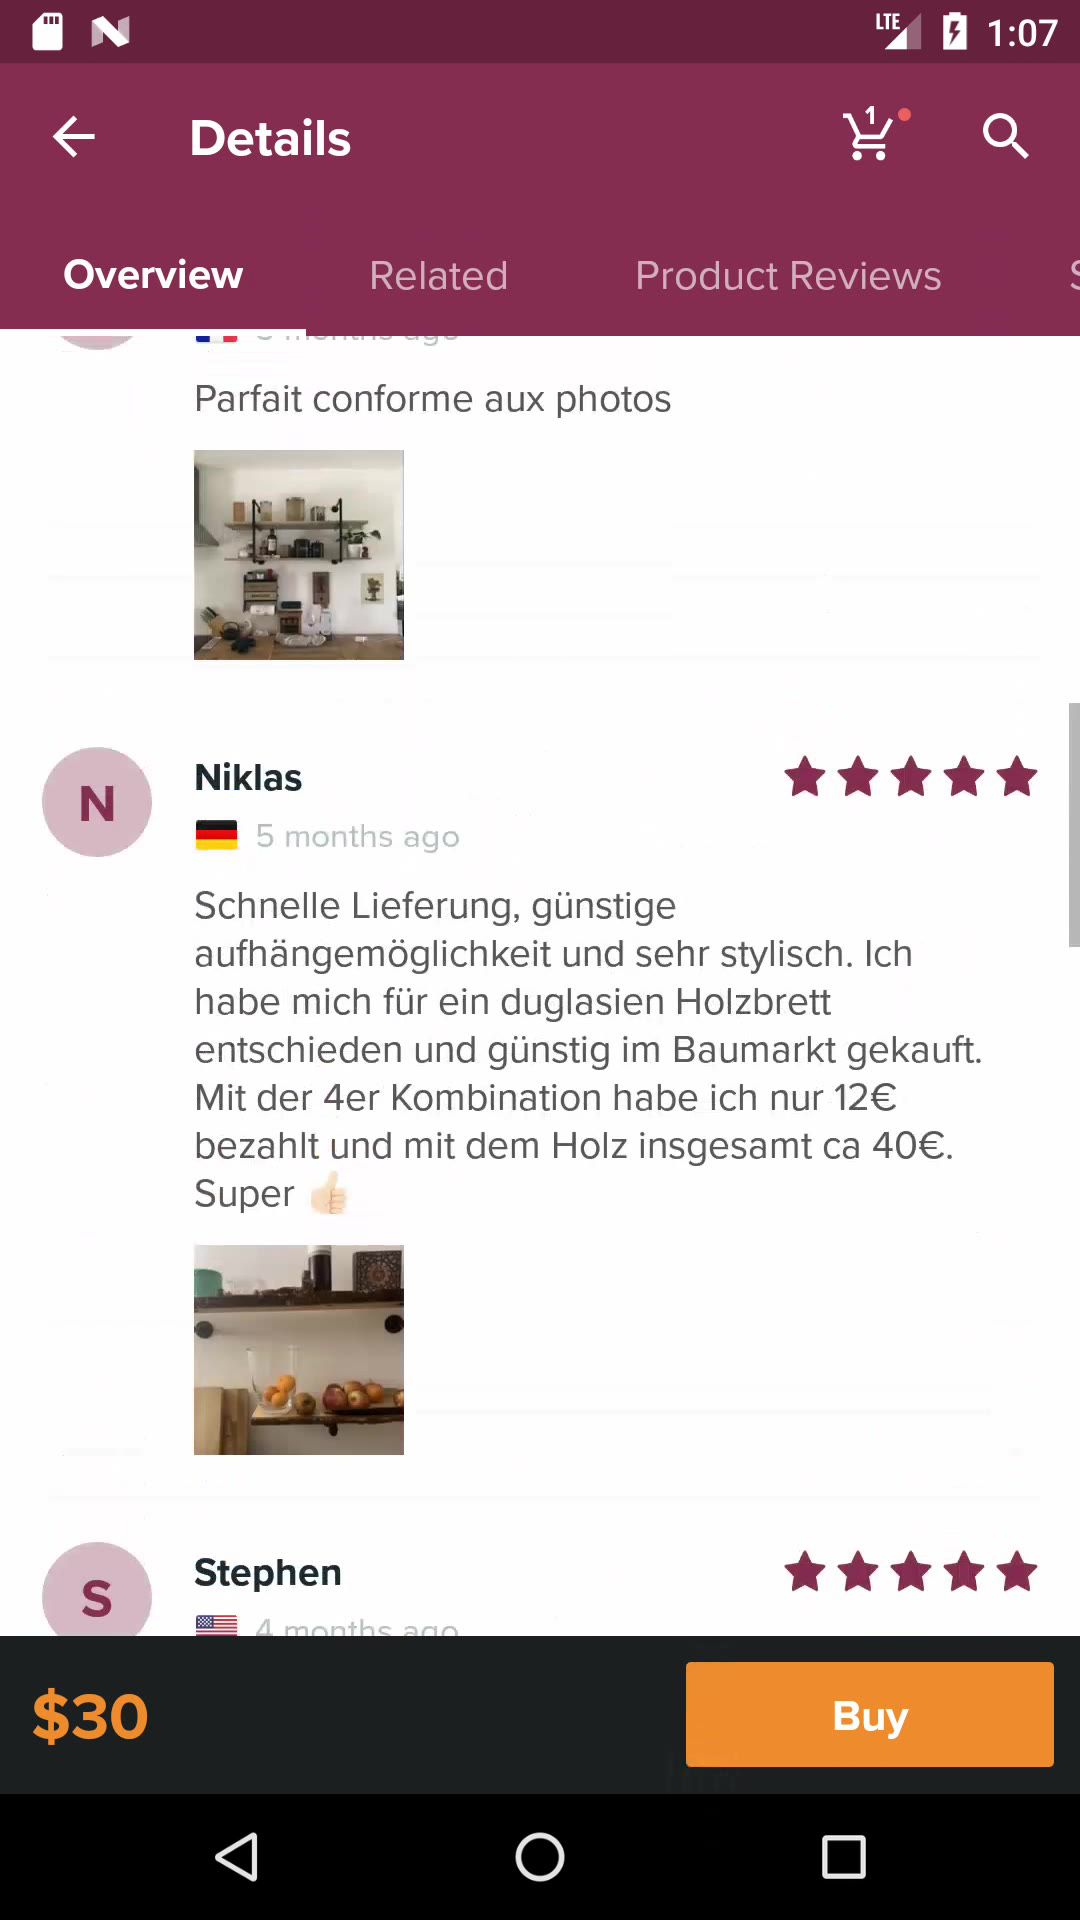 LTE 1:07
Details 1
Overview Related Product Reviews
months ago
Parfait conforme aux photos
N Niklas
5 months ago
Schnelle Lieferung, günstige
aufhängemöglichkeit und sehr stylisch. Ich
habe mich für ein duglasien Holzbrett
entschieden und günstig im Baumarkt gekauft.
Mit der 4er Kombination habe ich nur 12€
bezahlt und mit dem Holz insgesamt ca 40€.
Super 👍🏻
S Stephen
4 months ago
$30 Buy